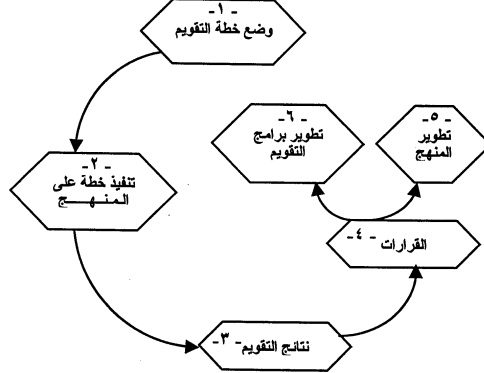 -١-
وضع خطة التقويم
-٢-
تنفيذ خطة على
المنهج
نتائج التقويم -٣-
القرارات -٤-
-٥-
تطوير
المنهج
-٦-
تطوير برامج
التقويم